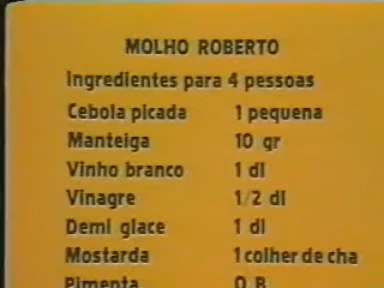 MOLHO ROBERTO
Ingredientes para 4 pessoas
Cebola picada 1 pequena
Manteiga 10 gr
Vinho branco 1 dl
Vinagre 1/2 dl
Demi glace 1 dl
Mostarda 1 colher de cha
Pimenta Q B